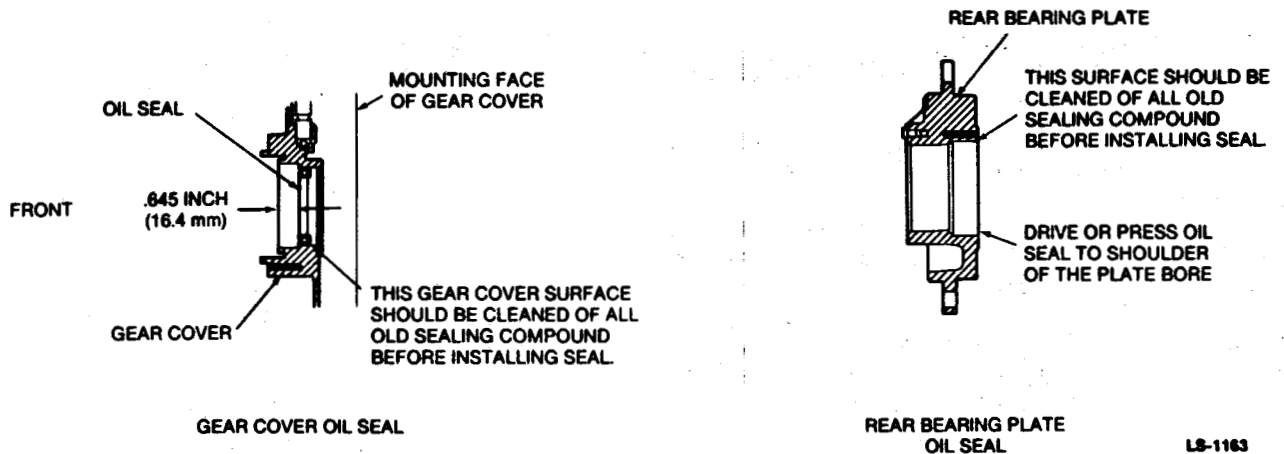 OIL SEAL
MOUNTING FACE
OF GEAR COVER
FRONT
.645 INCH
(16.4 mm)
GEAR COVER
THIS GEAR COVER SURFACE
SHOULD BE CLEANED OF ALL
OLD SEALING COMPOUND
BEFORE INSTALLING SEAL.
GEAR COVER OIL SEAL
REAR BEARING PLATE
THIS SURFACE SHOULD BE
CLEANED OF ALL OLD
SEALING COMPOUND
BEFORE INSTALLING SEAL.
DRIVE OR PRESS OIL
SEAL TO SHOULDER
OF THE PLATE BORE
REAR BEARING PLATE
OIL SEAL
LS-1163